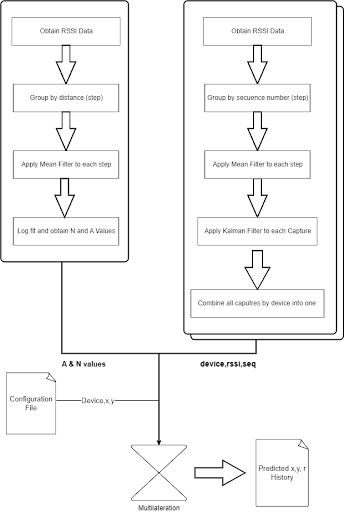 Obtain RSSI Data
Group by distance (step)
Apply Mean Filter to each step
Log fit and obtain N and A Values
Obtain RSSI Data
Group by secuence number (step)
Apply Mean Filter to each step
Apply Kalman Filter to each Capture
Combine all caputres by device into one
A & N values
device,rssi,seq
Configuration
File
Device,x,y
Multilateration
Predicted x,y, r
History